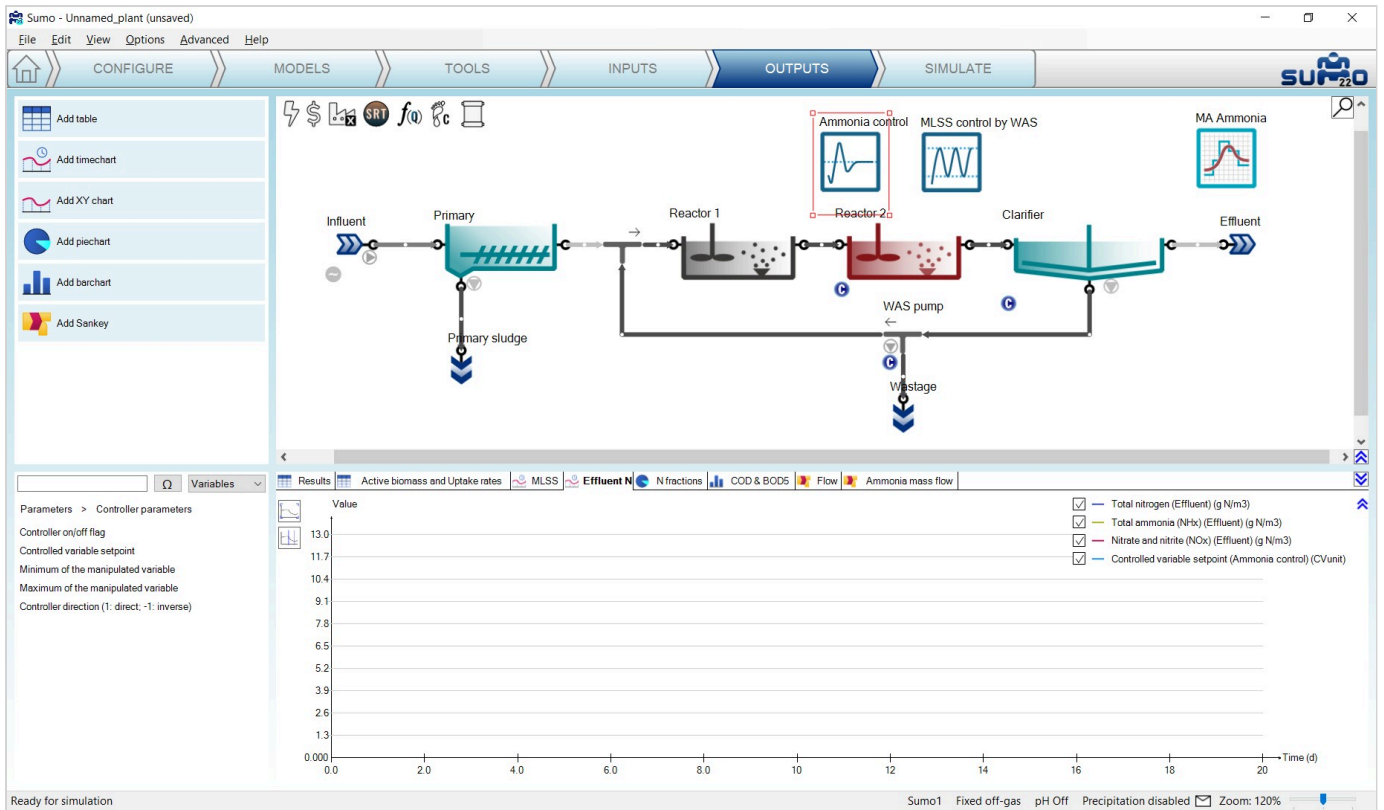 Sumo - Unnamed_plant (unsaved)
File Edit View Options Advanced Help
CONFIGURE MODELS TOOLS INPUTS OUTPUTS SIMULATE
SUMO 22
Add table
Add timechart
Add XY chart
Add piechart
Add barchart
Add Sankey
SRT f(Q) C
Ammonia control MLSS control by WAS MA Ammonia
Influent Primary Reactor 1 Reactor 2 Clarifier Effluent
C C
WAS pump
Primary sludge
C
Wastage
Ω Variables
Parameters > Controller parameters
Controller on/off flag
Controlled variable setpoint
Minimum of the manipulated variable
Maximum of the manipulated variable
Controller direction (1: direct; -1: inverse)
Results Active biomass and Uptake rates MLSS Effluent N N fractions COD & BOD5 Flow Ammonia mass flow
Value
13.0
11.7
10.4
9.1
7.8
6.5
5.2
3.9
2.6
1.3
0.000
0.0 2.0 4.0 6.0 8.0 10 12 14 16 18 20
Time (d)
Total nitrogen (Effluent) (g N/m3)
Total ammonia (NHx) (Effluent) (g N/m3)
Nitrate and nitrite (NOx) (Effluent) (g N/m3)
Controlled variable setpoint (Ammonia control) (CVunit)
Ready for simulation
Sumo1 Fixed off-gas pH Off Precipitation disabled Zoom: 120%